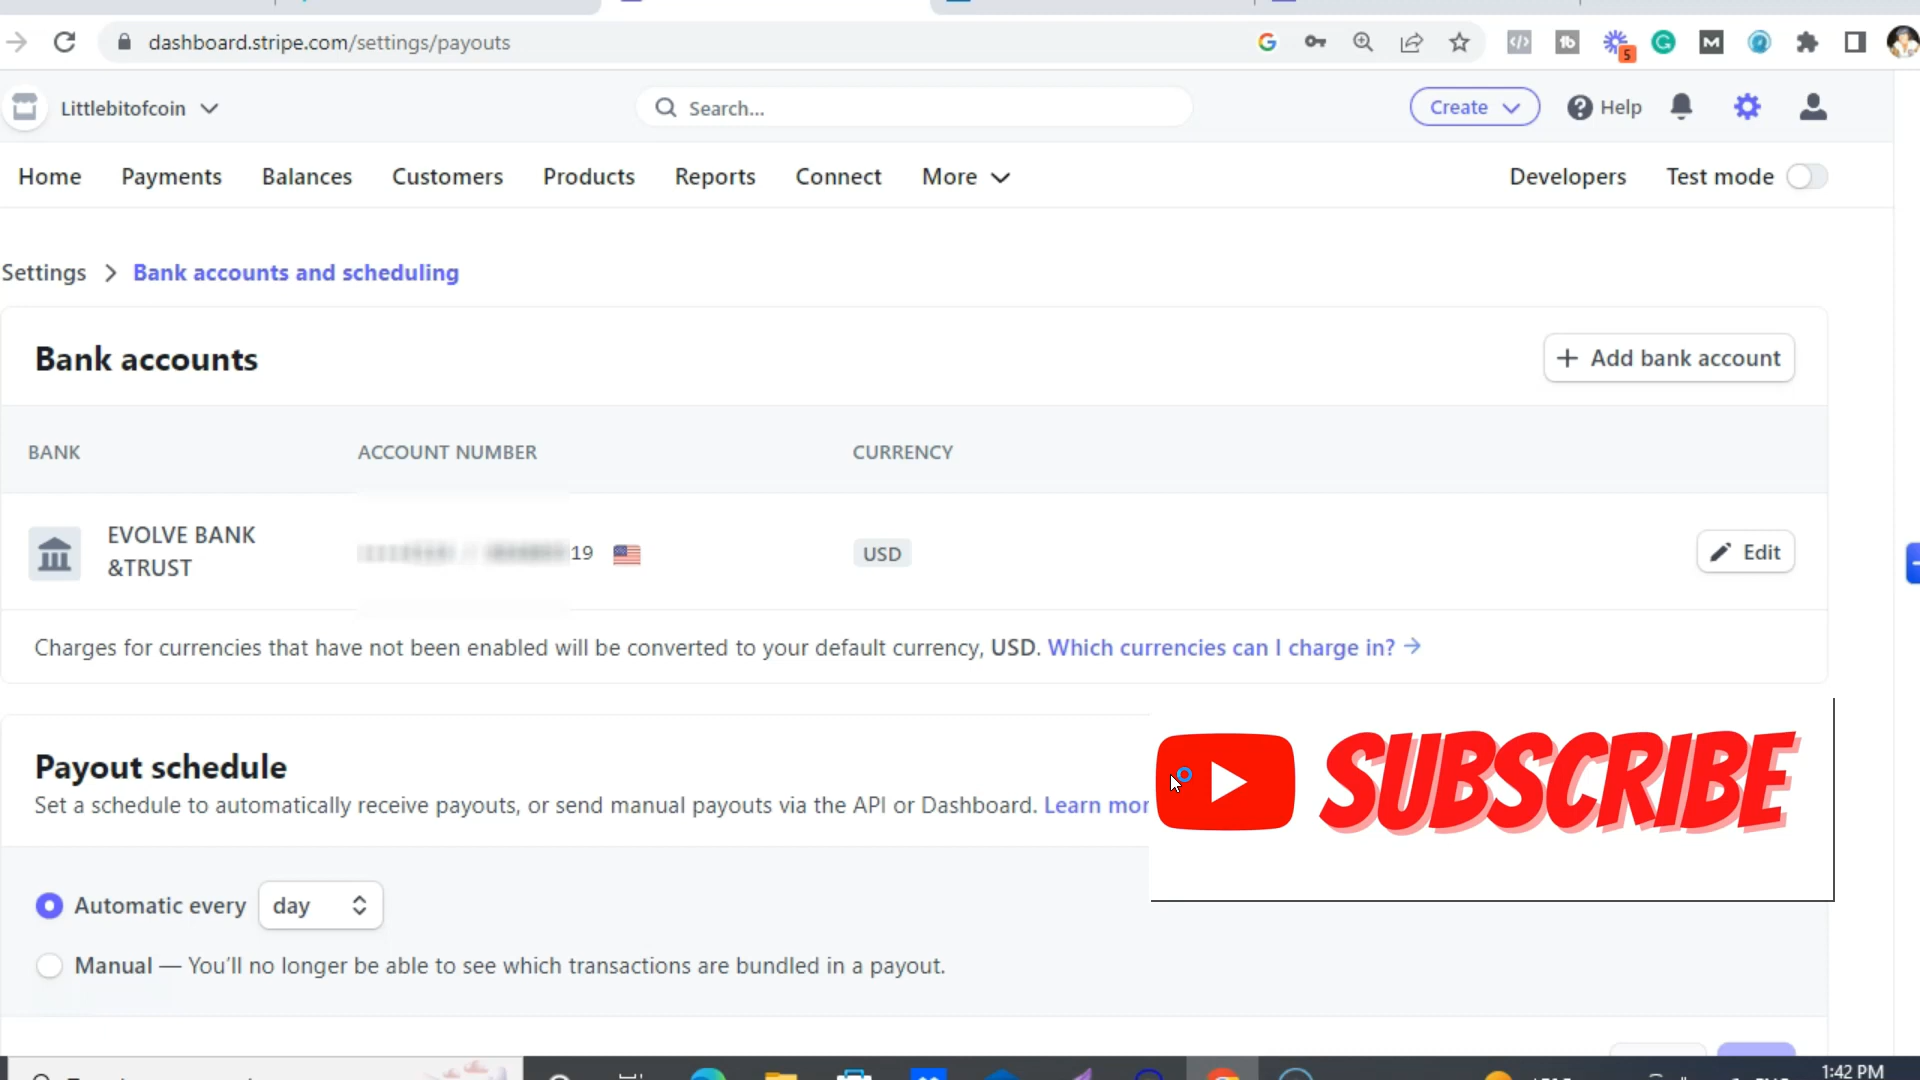 dashboard.stripe.com/settings/payouts
5
Littlebitofcoin
Search...
Create
Help
Home
Payments
Balances
Customers
Products
Reports
Connect
More
Developers
Test mode
Settings > Bank accounts and scheduling
Bank accounts
+ Add bank account
BANK
ACCOUNT NUMBER
CURRENCY
EVOLVE BANK
&TRUST
19
USD
Edit
Charges for currencies that have not been enabled will be converted to your default currency, USD. Which currencies can I charge in? →
Payout schedule
Set a schedule to automatically receive payouts, or send manual payouts via the API or Dashboard. Learn mor
SUBSCRIBE
Automatic every
day
Manual — You'll no longer be able to see which transactions are bundled in a payout.
1:42 PM